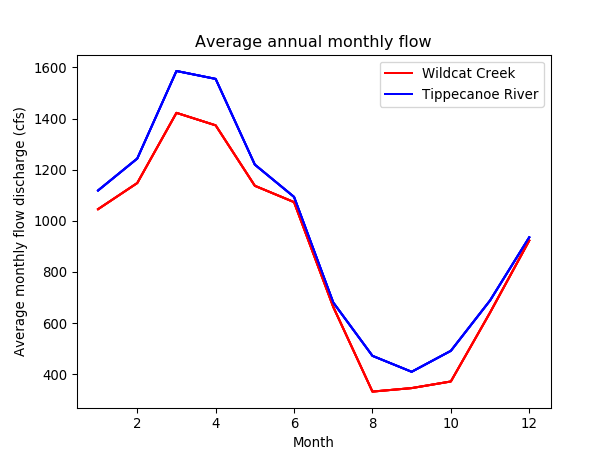 Average annual monthly flow
Average monthly flow discharge (cfs)
1600
1400
1200
1000
800
600
400
Wildcat Creek
Tippecanoe River
2 4 6 8 10 12
Month